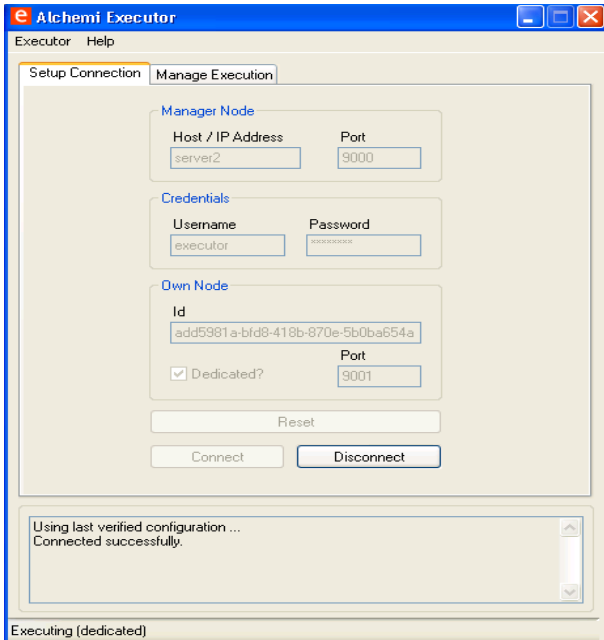 e Alchemi Executor
Executor Help
Setup Connection Manage Execution
Manager Node
Host / IP Address Port
server2 9000
Credentials
Username Password
executor ××××××××
Own Node
Id
add5981a-bfd8-418b-870e-5b0ba654a
Port
Dedicated? 9001
Reset
Connect Disconnect
Using last verified configuration ...
Connected successfully.
Executing (dedicated)